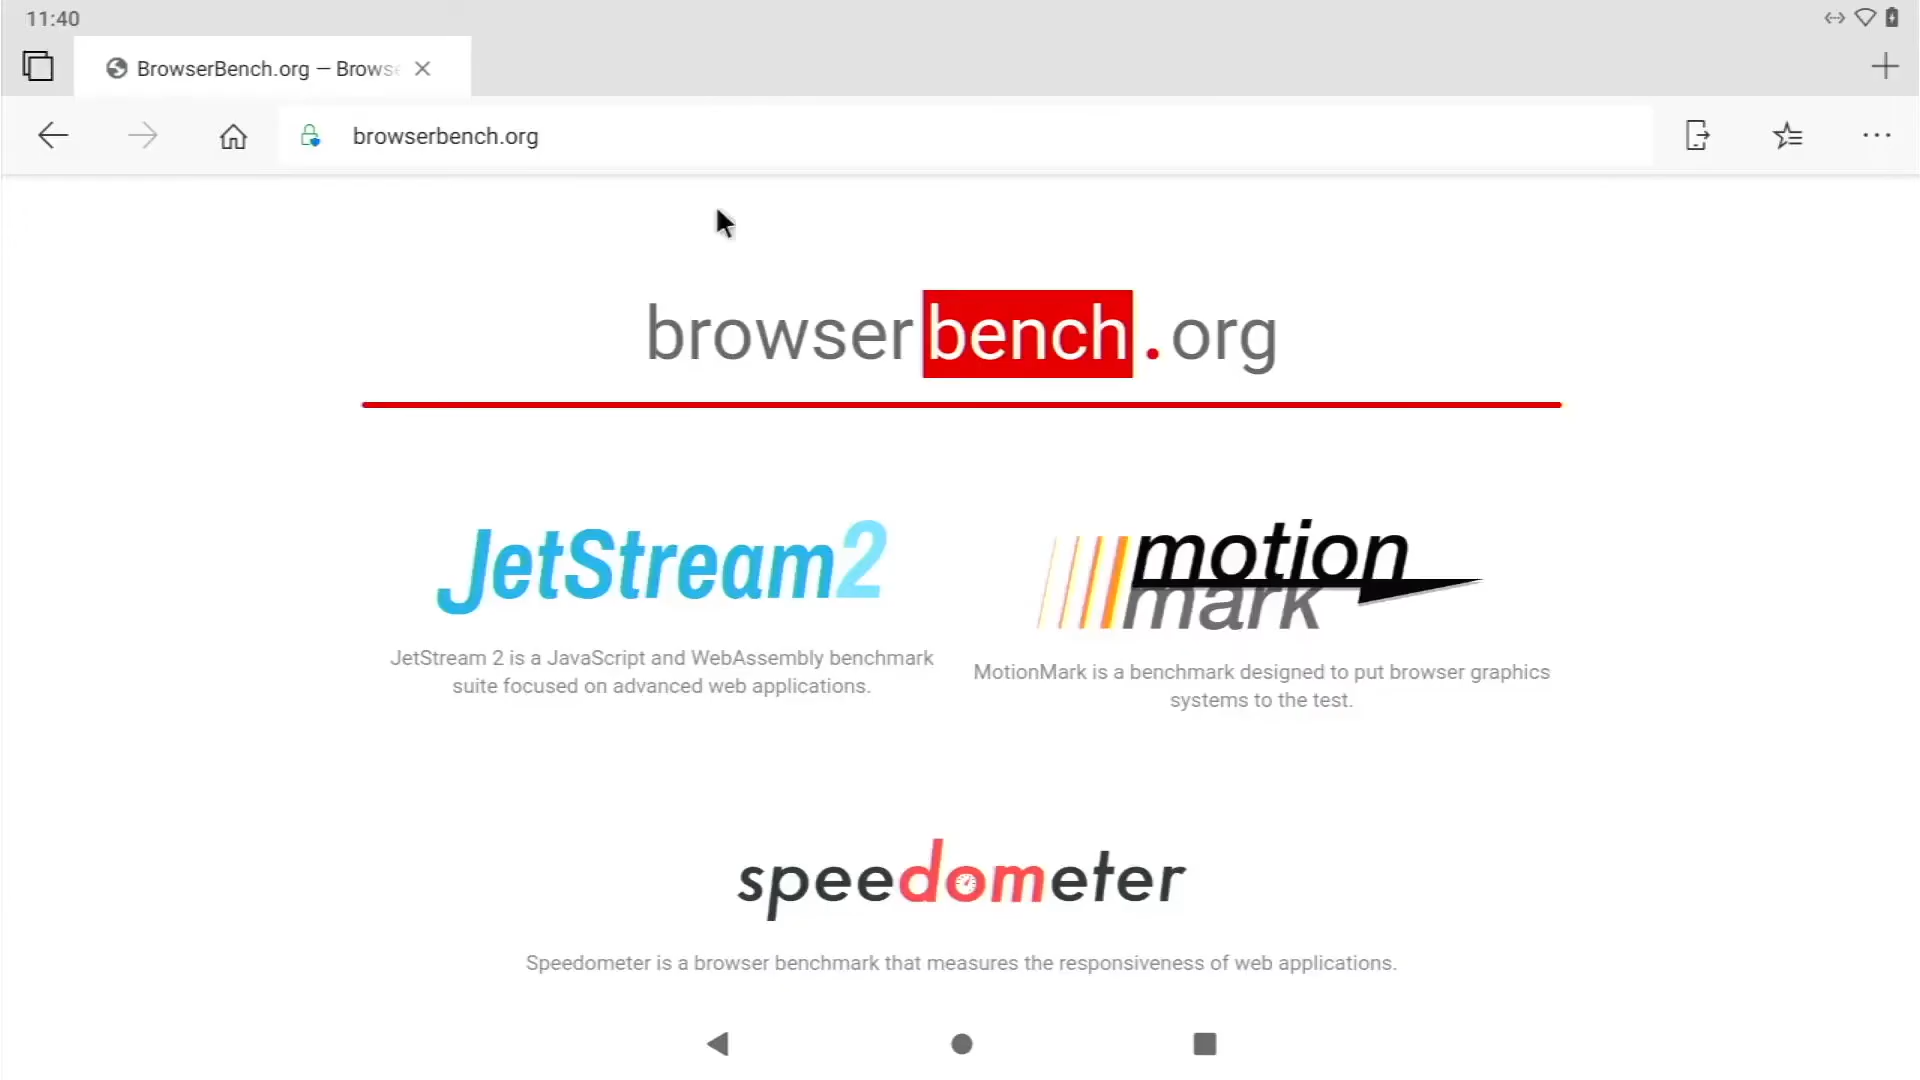 11:40
BrowserBench.org — Brows
browserbench.org
browserbench.org
JetStream2
motion
mark
JetStream 2 is a JavaScript and WebAssembly benchmark
suite focused on advanced web applications.
MotionMark is a benchmark designed to put browser graphics
systems to the test.
speedometer
Speedometer is a browser benchmark that measures the responsiveness of web applications.